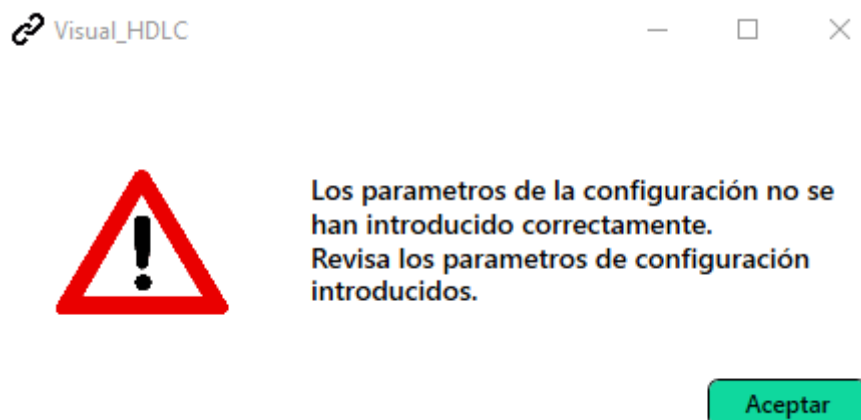 Visual_HDLC
Los parametros de la configuración no se
han introducido correctamente.
Revisa los parametros de configuración
introducidos.
Aceptar